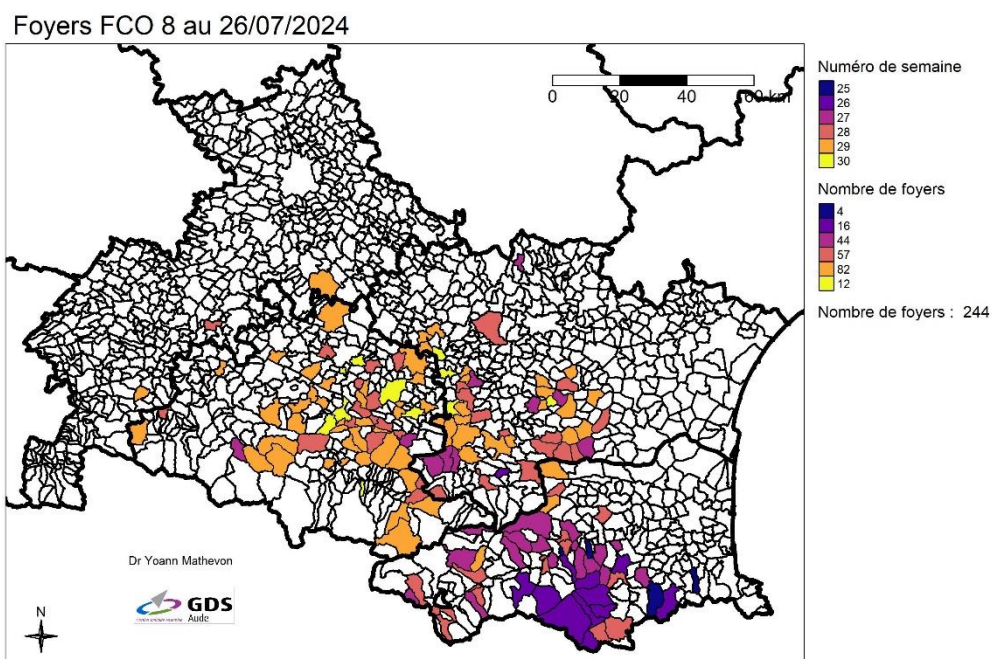 Foyers FCO 8 au 26/07/2024
Numéro de semaine
25
26
27
28
29
30
Nombre de foyers
4
16
44
57
82
12
Nombre de foyers : 244
0 20 40 60 km
Dr Yoann Mathevon
GDS
Aude
N